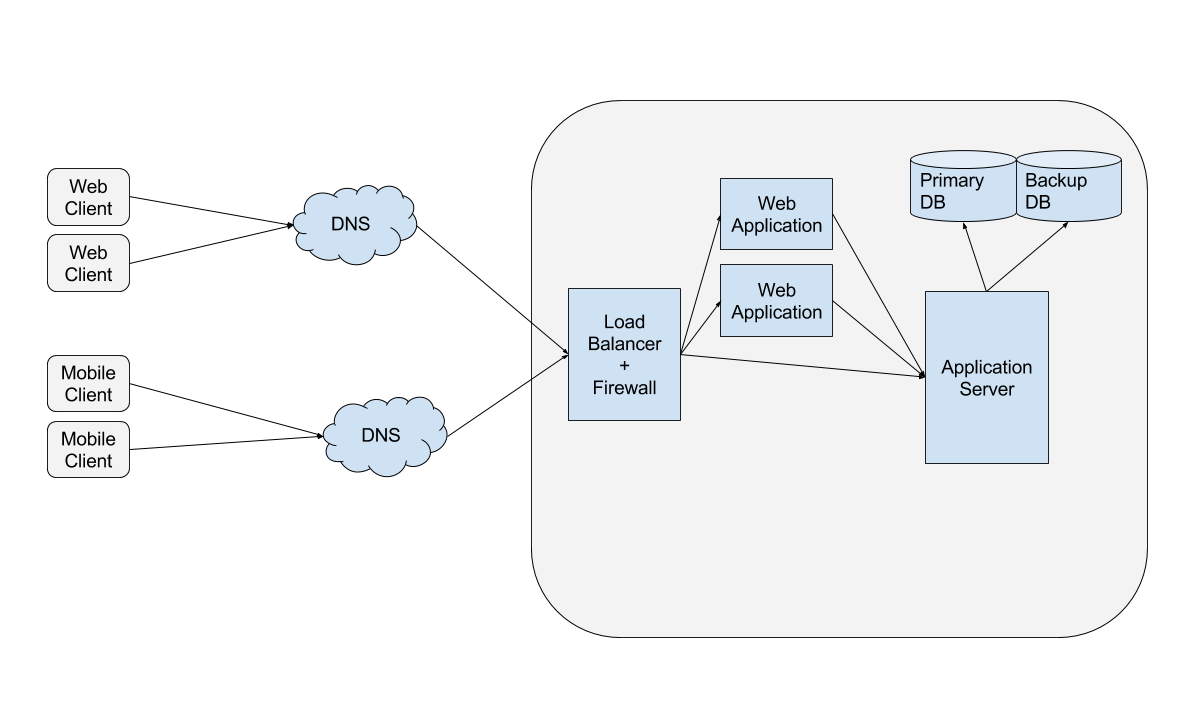 Web
Client
Web
Client
DNS
Mobile
Client
Mobile
Client
DNS
Load
Balancer
+
Firewall
Web
Application
Web
Application
Primary
DB
Backup
DB
Application
Server